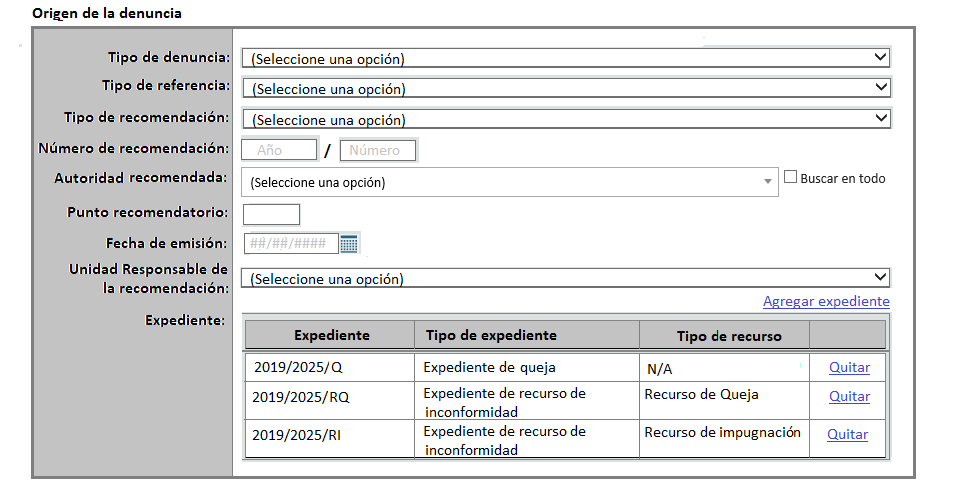 Origen de la denuncia
Tipo de denuncia: (Seleccione una opción)
Tipo de referencia: (Seleccione una opción)
Tipo de recomendación: (Seleccione una opción)
Número de recomendación: Año / Número
Autoridad recomendada: (Seleccione una opción) Buscar en todo
Punto recomendatorio:
Fecha de emisión: ##/##/####
Unidad Responsable de
la recomendación: (Seleccione una opción)
Agregar expediente
Expediente:
Expediente Tipo de expediente Tipo de recurso
2019/2025/Q Expediente de queja N/A Quitar
2019/2025/RQ Expediente de recurso de Recurso de Queja Quitar
inconformidad
2019/2025/RI Expediente de recurso de Recurso de impugnación Quitar
inconformidad